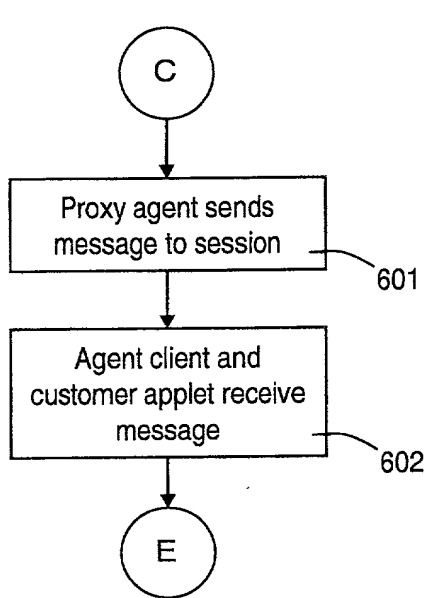 C
Proxy agent sends
message to session
601
Agent client and
customer applet receive
message
602
E